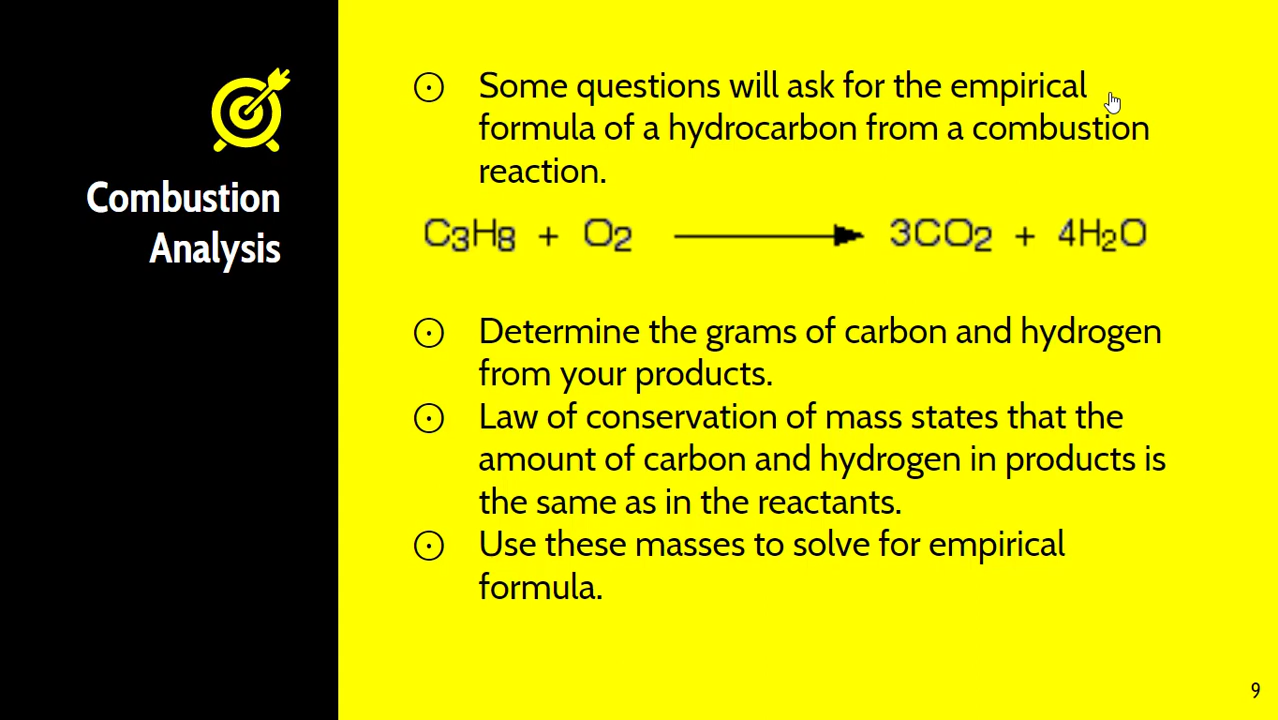 Combustion
Analysis
⊙ Some questions will ask for the empirical
formula of a hydrocarbon from a combustion
reaction.
C₃H₈ + O₂ → 3CO₂ + 4H₂O
⊙ Determine the grams of carbon and hydrogen
from your products.
⊙ Law of conservation of mass states that the
amount of carbon and hydrogen in products is
the same as in the reactants.
⊙ Use these masses to solve for empirical
formula.
9